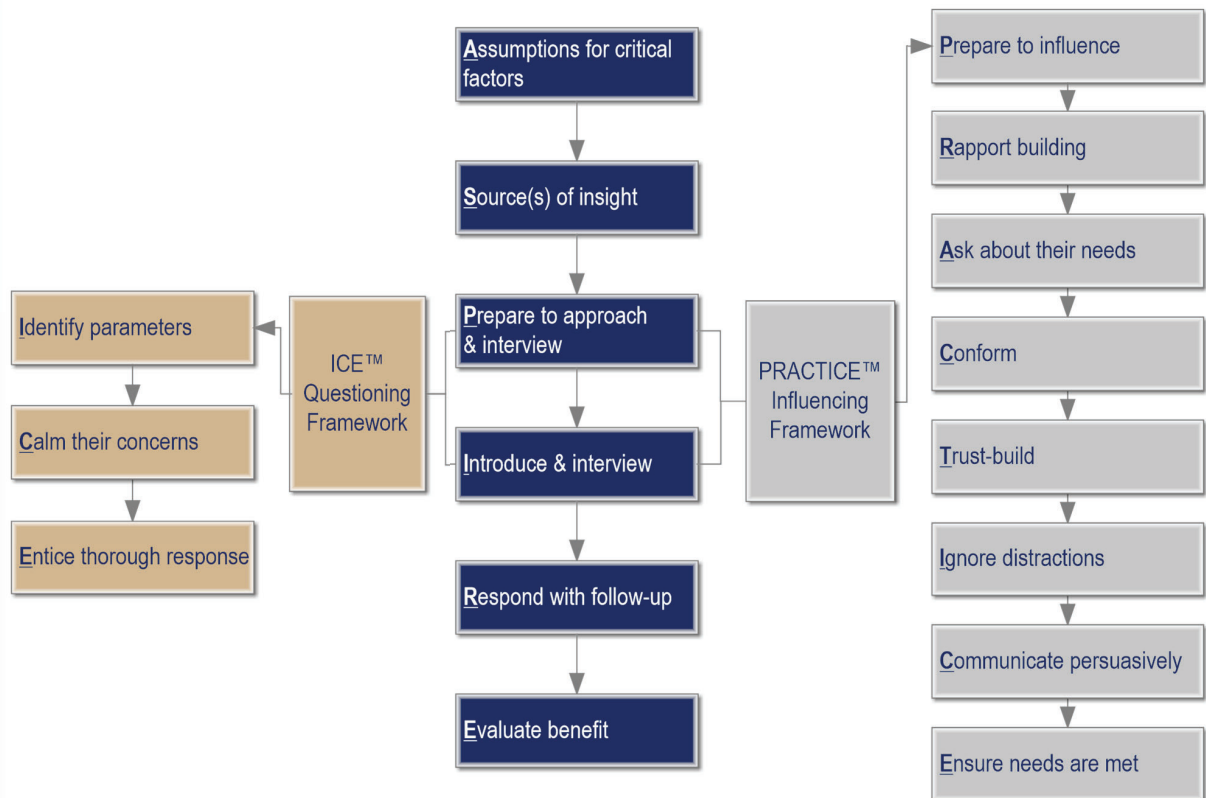 Assumptions for critical
factors
Source(s) of insight
Prepare to approach
& interview
Introduce & interview
Respond with follow-up
Evaluate benefit
ICE™
Questioning
Framework
Identify parameters
Calm their concerns
Entice thorough response
PRACTICE™
Influencing
Framework
Prepare to influence
Rapport building
Ask about their needs
Conform
Trust-build
Ignore distractions
Communicate persuasively
Ensure needs are met